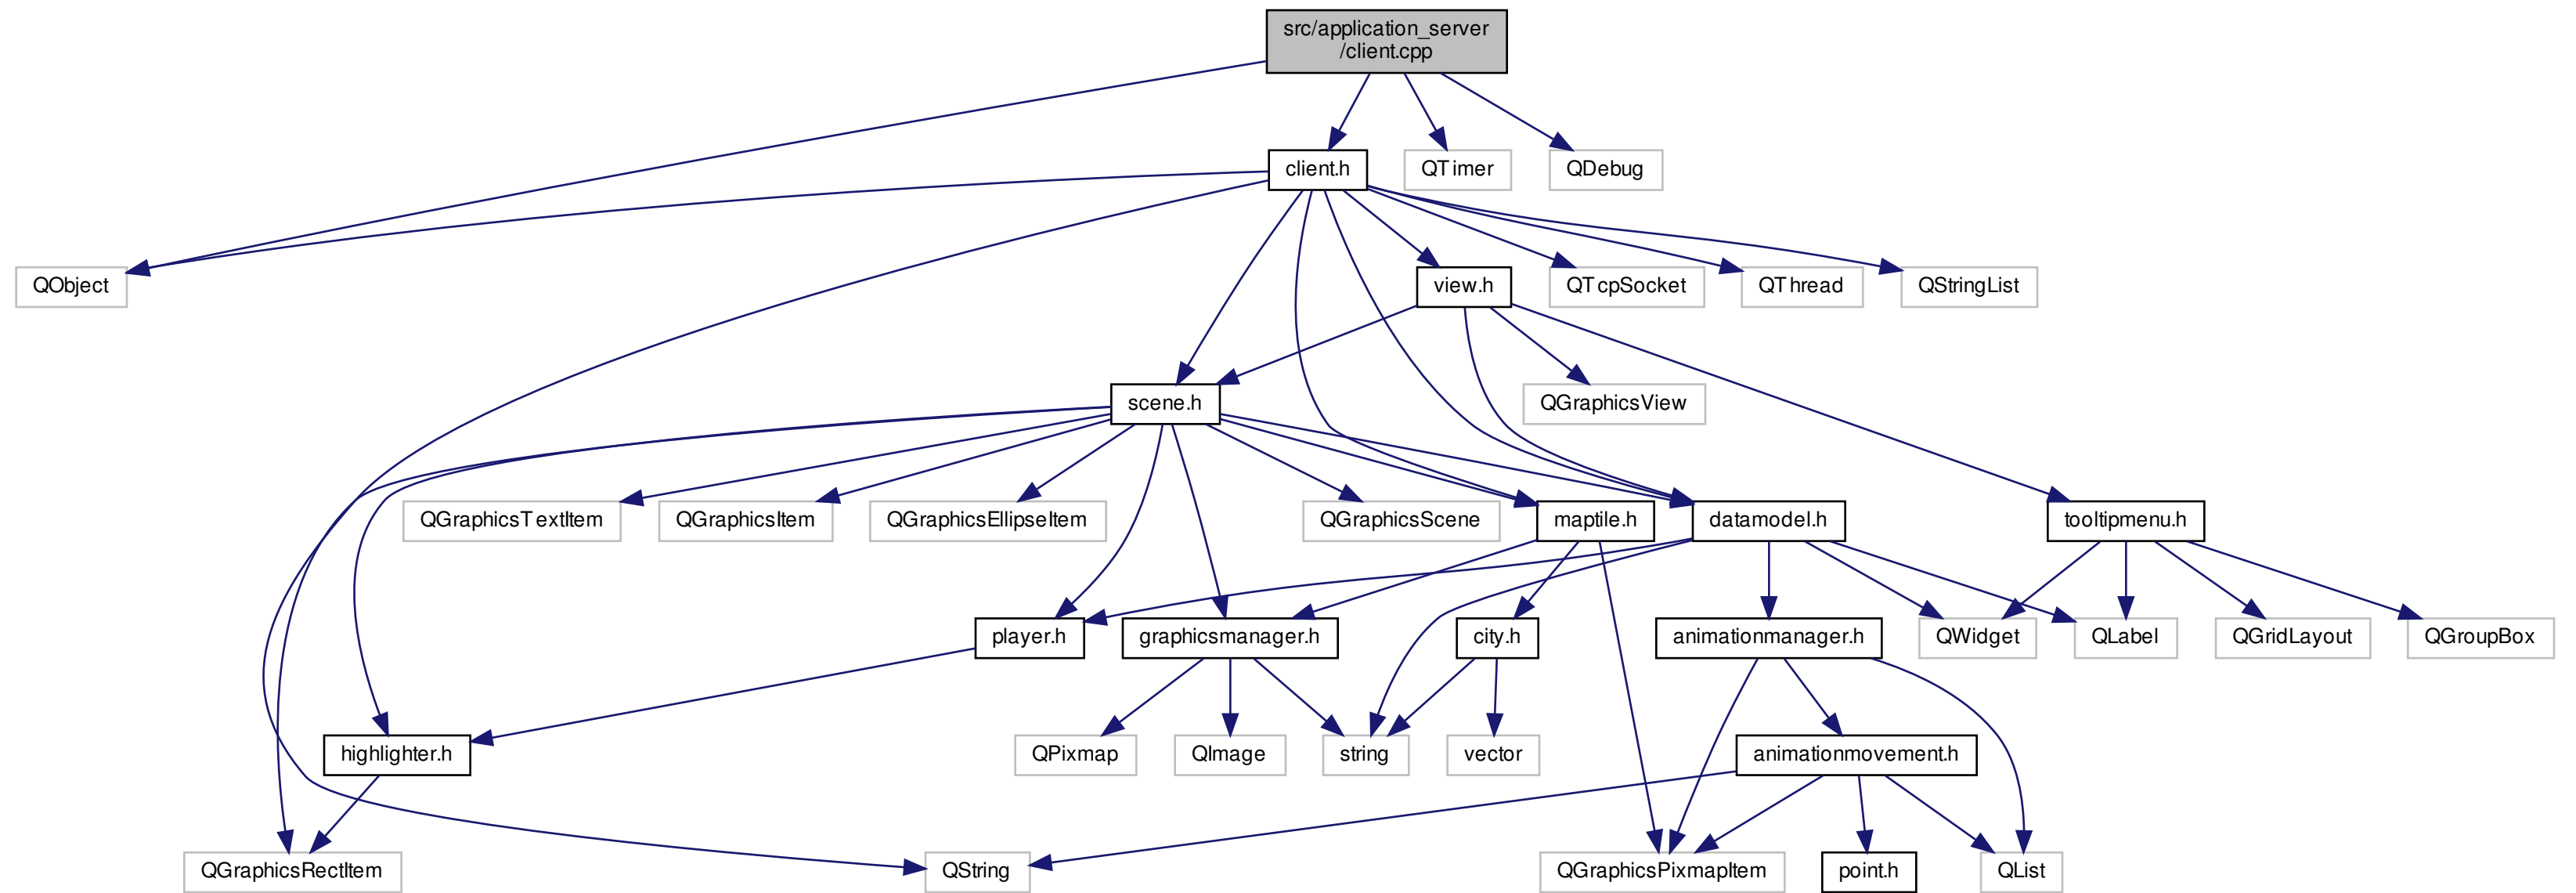 src/application_server
/client.cpp
client.h
QTimer
QDebug
QObject
view.h
QTcpSocket
QThread
QStringList
scene.h
QGraphicsView
QGraphicsTextItem
QGraphicsItem
QGraphicsEllipseItem
QGraphicsScene
maptile.h
datamodel.h
tooltipmenu.h
player.h
graphicsmanager.h
city.h
animationmanager.h
QWidget
QLabel
QGridLayout
QGroupBox
highlighter.h
QPixmap
QImage
string
vector
animationmovement.h
QGraphicsRectItem
QString
QGraphicsPixmapItem
point.h
QList